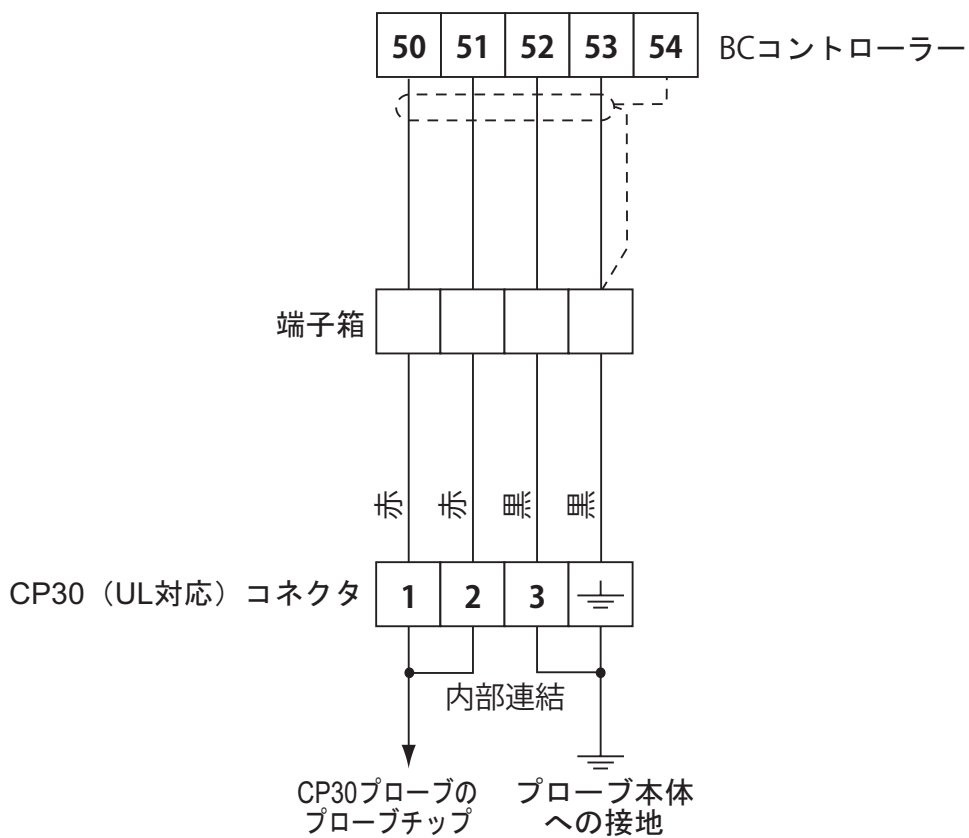 50 51 52 53 54 BCコントローラー
端子箱
赤 赤 黒 黒
CP30（UL対応）コネクタ 1 2 3
内部連結
CP30プローブの
プローブチップ
プローブ本体
への接地